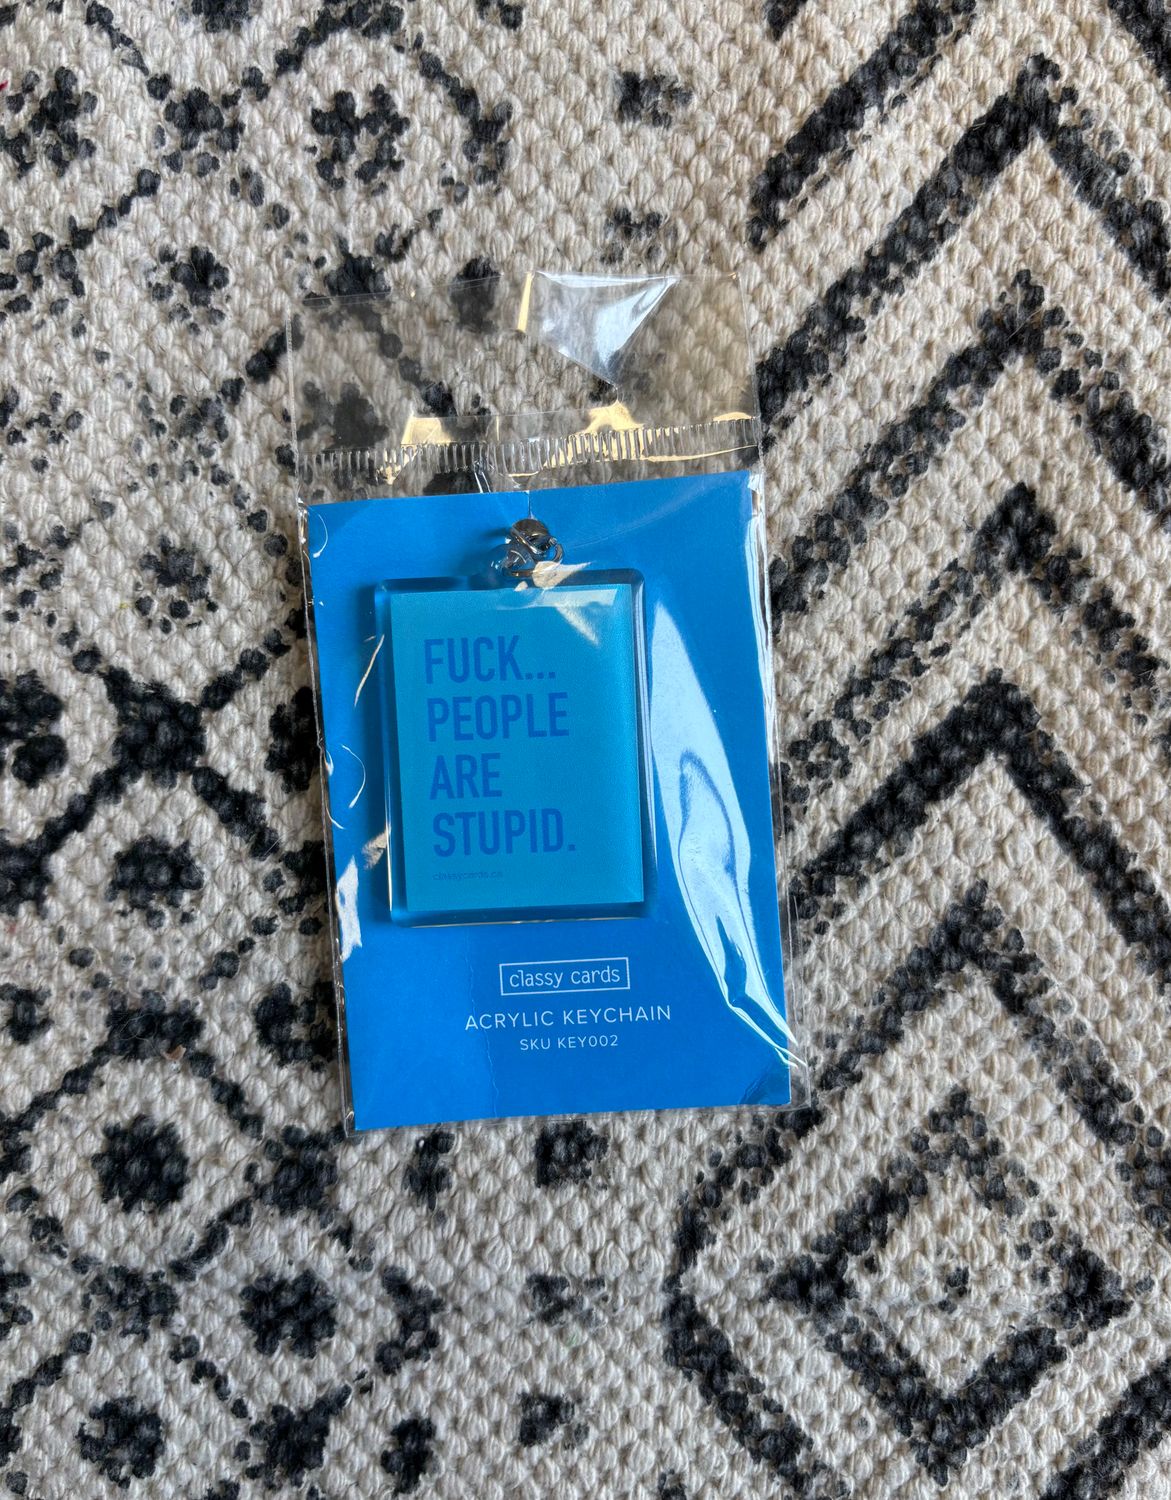 FUCK...
PEOPLE
ARE
STUPID.
classycards.ca
classy cards
ACRYLIC KEYCHAIN
SKU KEY002